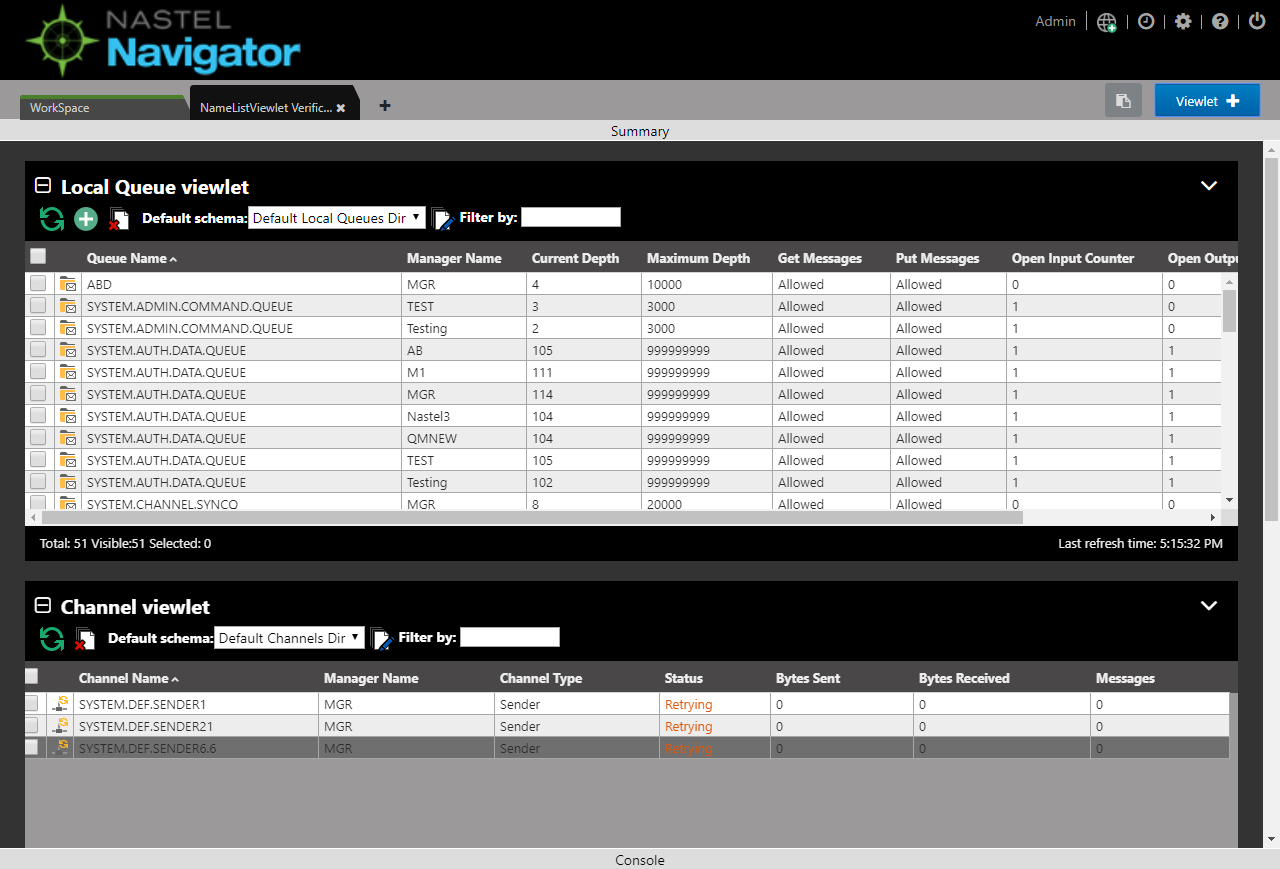 NASTEL
Navigator
Admin
WorkSpace
NameListViewlet Verific...
Viewlet
Summary
Local Queue viewlet
Default schema: Default Local Queues Dir Filter by:
Queue Name Manager Name Current Depth Maximum Depth Get Messages Put Messages Open Input Counter Open Outpu
ABD MGR 4 10000 Allowed Allowed 0 0
SYSTEM.ADMIN.COMMAND.QUEUE TEST 3 3000 Allowed Allowed 1 0
SYSTEM.ADMIN.COMMAND.QUEUE Testing 2 3000 Allowed Allowed 1 0
SYSTEM.AUTH.DATA.QUEUE AB 105 999999999 Allowed Allowed 1 1
SYSTEM.AUTH.DATA.QUEUE M1 111 999999999 Allowed Allowed 1 1
SYSTEM.AUTH.DATA.QUEUE MGR 114 999999999 Allowed Allowed 1 1
SYSTEM.AUTH.DATA.QUEUE Nastel3 104 999999999 Allowed Allowed 1 1
SYSTEM.AUTH.DATA.QUEUE QMNEW 104 999999999 Allowed Allowed 1 1
SYSTEM.AUTH.DATA.QUEUE TEST 105 999999999 Allowed Allowed 1 1
SYSTEM.AUTH.DATA.QUEUE Testing 102 999999999 Allowed Allowed 1 1
SYSTEM.CHANNEL.SYNCQ MGR 8 20000 Allowed Allowed 0 0
Total: 51 Visible:51 Selected: 0 Last refresh time: 5:15:32 PM
Channel viewlet
Default schema: Default Channels Dir Filter by:
Channel Name Manager Name Channel Type Status Bytes Sent Bytes Received Messages
SYSTEM.DEF.SENDER1 MGR Sender Retrying 0 0 0
SYSTEM.DEF.SENDER21 MGR Sender Retrying 0 0 0
SYSTEM.DEF.SENDER6.6 MGR Sender Retrying 0 0 0
Console